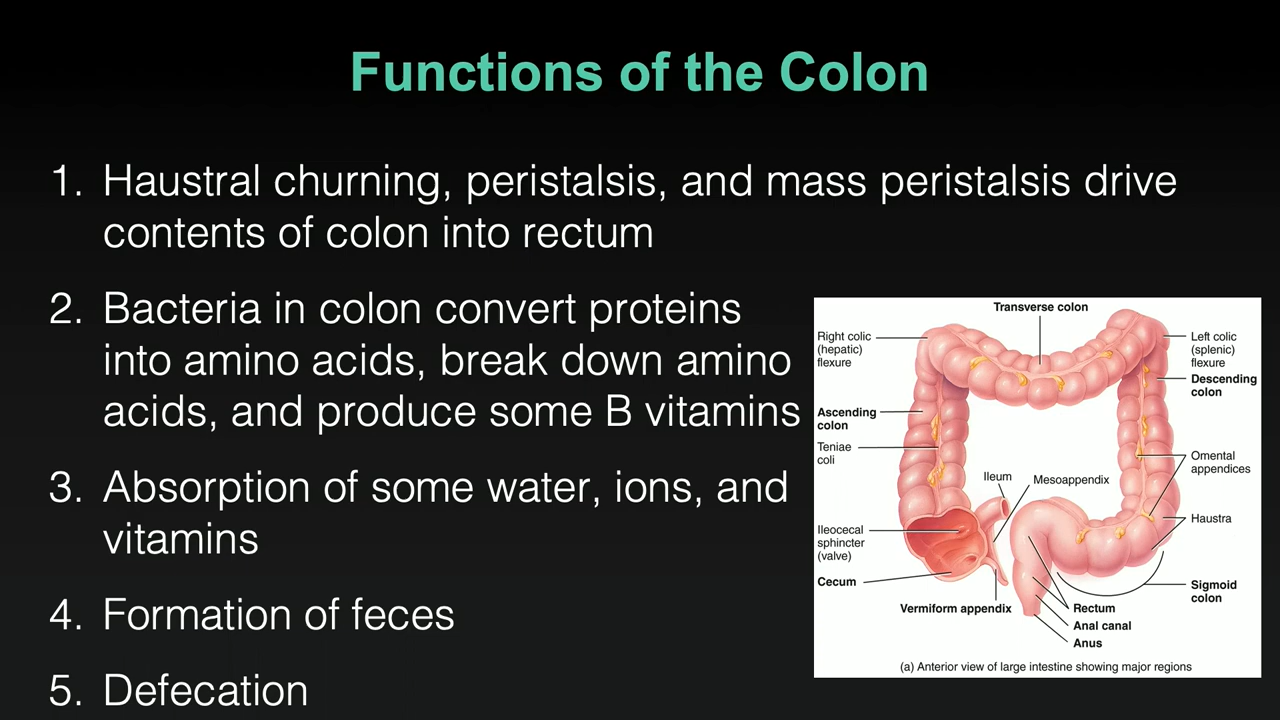 Functions of the Colon
1. Haustral churning, peristalsis, and mass peristalsis drive
contents of colon into rectum
2. Bacteria in colon convert proteins
into amino acids, break down amino
acids, and produce some B vitamins
3. Absorption of some water, ions, and
vitamins
4. Formation of feces
5. Defecation
Transverse colon
Right colic
(hepatic)
flexure
Left colic
(splenic)
flexure
Descending
colon
Ascending
colon
Teniae
coli
Omental
appendices
Ileum
Mesoappendix
Haustra
Ileocecal
sphincter
(valve)
Cecum
Sigmoid
colon
Vermiform appendix
Rectum
Anal canal
Anus
(a) Anterior view of large intestine showing major regions